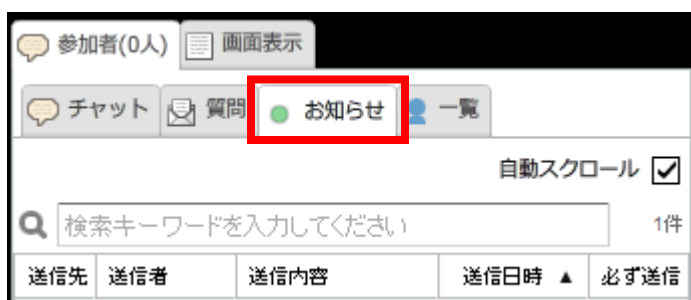 参加者(0人) 画面表示
チャット 質問 お知らせ 一覧
自動スクロール
検索キーワードを入力してください 1件
送信先 送信者 送信内容 送信日時 ▲ 必ず送信